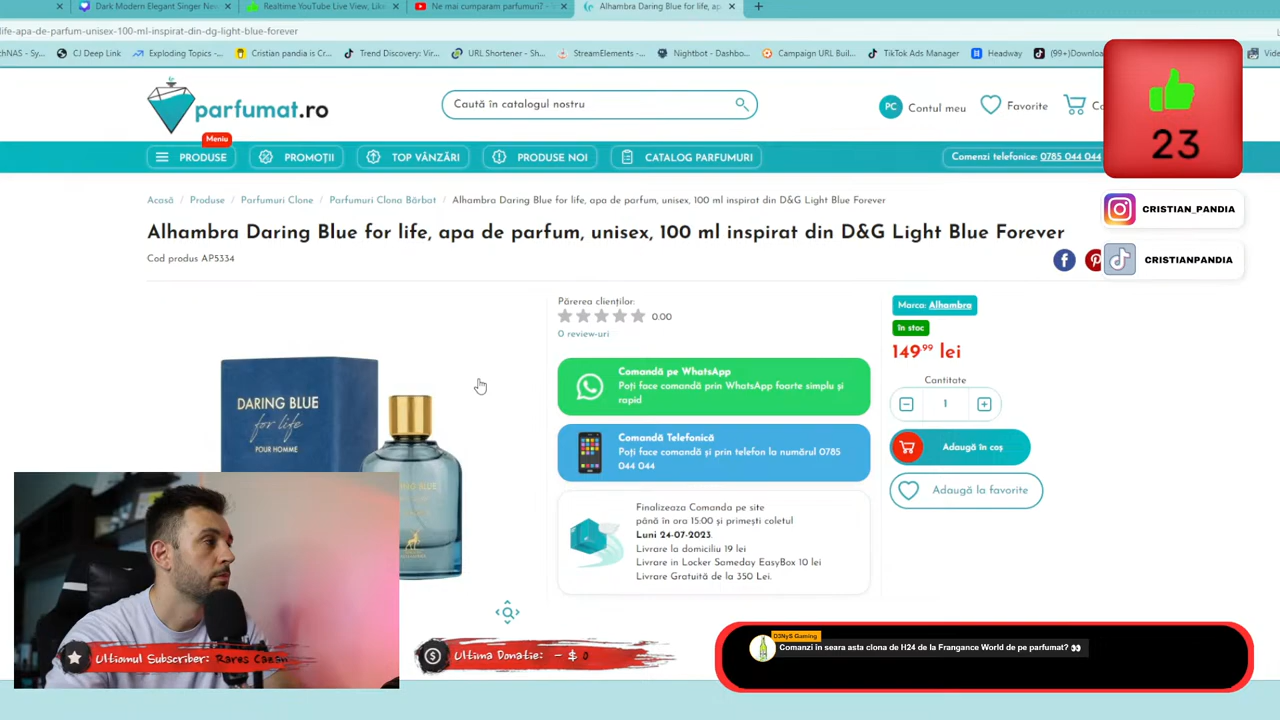 Dark Modern Elegant Singer New
Realtime YouTube Live View, Like
Ne mai cumparam parfumuri? -
Alhambra Daring Blue for life, ap
life-apa-de-parfum-unisex-100-ml-inspirat-din-dg-light-blue-forever
CJ Deep Link
Exploding Topics -...
Cristian pandia is Cr...
Trend Discovery: Vir...
URL Shortener - Sh...
StreamElements -...
Nightbot - Dashbo...
Campaign URL Buil...
TikTok Ads Manager
Headway
(99+)Downloa
parfumat.ro
Caută în catalogul nostru
PC
Contul meu
Favorite
Meniu
PRODUSE
PROMOȚII
TOP VÂNZĂRI
PRODUSE NOI
CATALOG PARFUMURI
Comenzi telefonice: 0785 044 044
23
Acasă / Produse / Parfumuri Clone / Parfumuri Clona Bărbat / Alhambra Daring Blue for life, apa de parfum, unisex, 100 ml inspirat din D&G Light Blue Forever
Alhambra Daring Blue for life, apa de parfum, unisex, 100 ml inspirat din D&G Light Blue Forever
Cod produs AP5334
CRISTIAN_PANDIA
CRISTIANPANDIA
Părerea clienților:
0.00
0 review-uri
Comandă pe WhatsApp
Poți face comandă prin WhatsApp foarte simplu și
rapid
Comandă Telefonică
Poți face comandă și prin telefon la numărul 0785
044 044
Finalizeaza Comanda pe site
până în ora 15:00 și primești coletul
Luni 24-07-2023.
Livrare la domiciliu 19 lei
Livrare in Locker Sameday EasyBox 10 lei
Livrare Gratuită de la 350 Lei.
Marca: Alhambra
în stoc
149⁹⁹ lei
Cantitate
1
Adaugă în coș
Adaugă la favorite
DARING BLUE
for life
POUR HOMME
Ultiomul Subscriber:
Ultima Donatie: - $ 0
D3NyS Gaming
Comanzi în seara asta clona de H24 de la Frangance World de pe parfumat? 👀